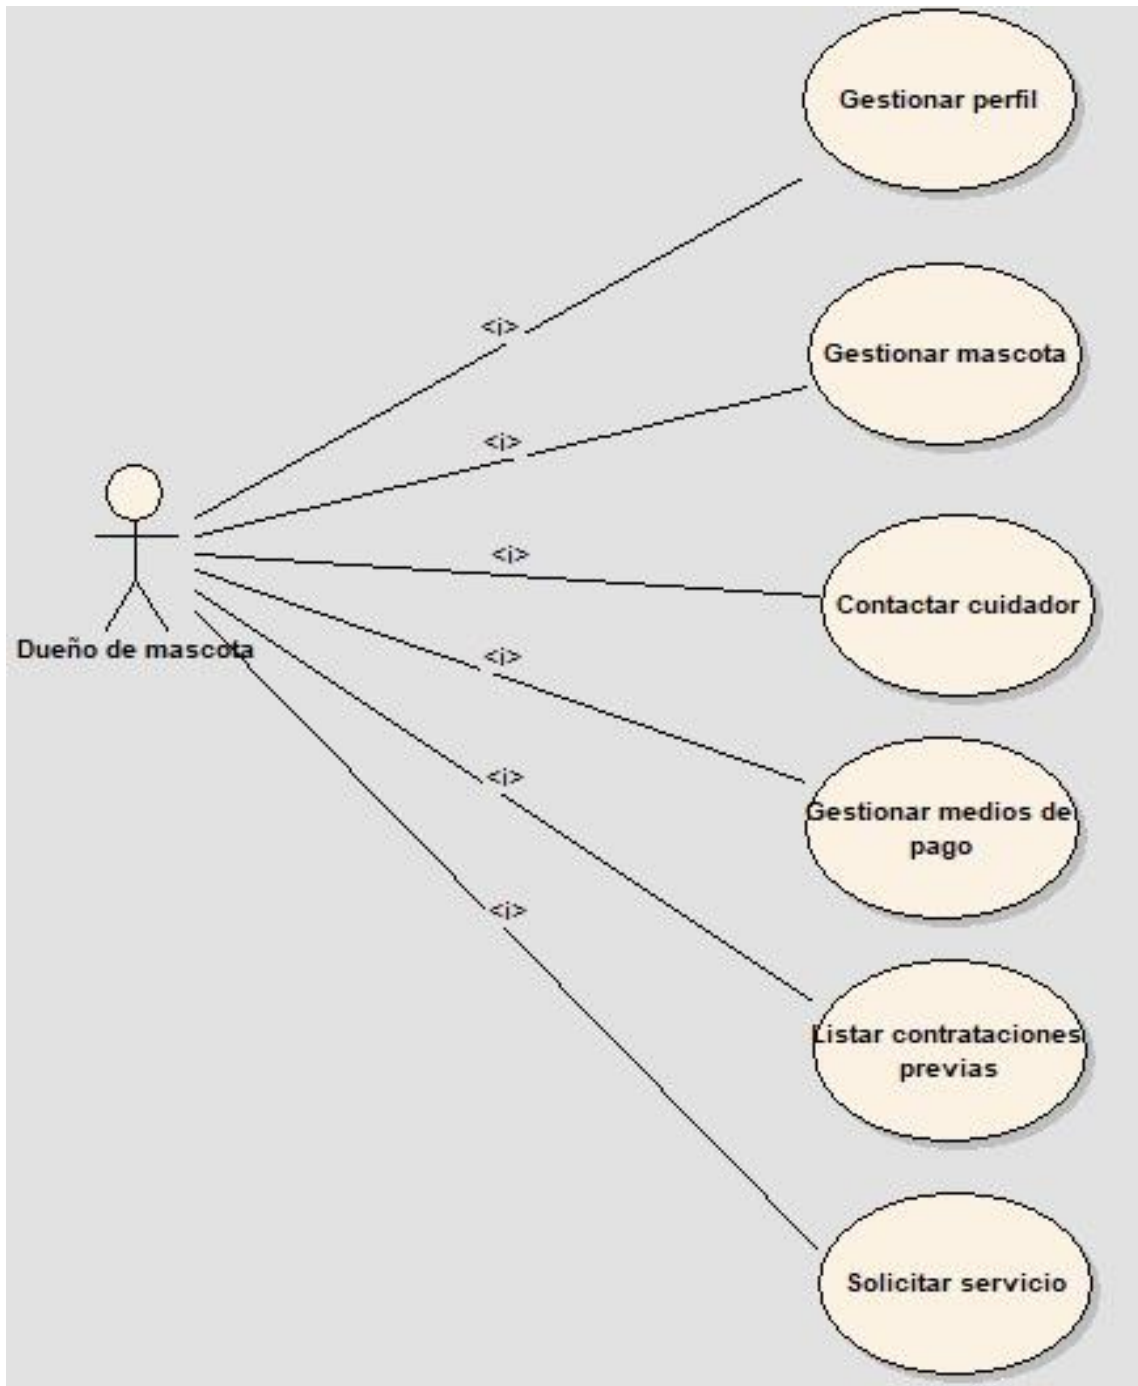 Gestionar perfil
<i>
Gestionar mascota
<i>
<i>
Contactar cuidador
Dueño de mascota
<i>
Gestionar medios de
pago
<i>
<i>
Listar contrataciones
previas
Solicitar servicio